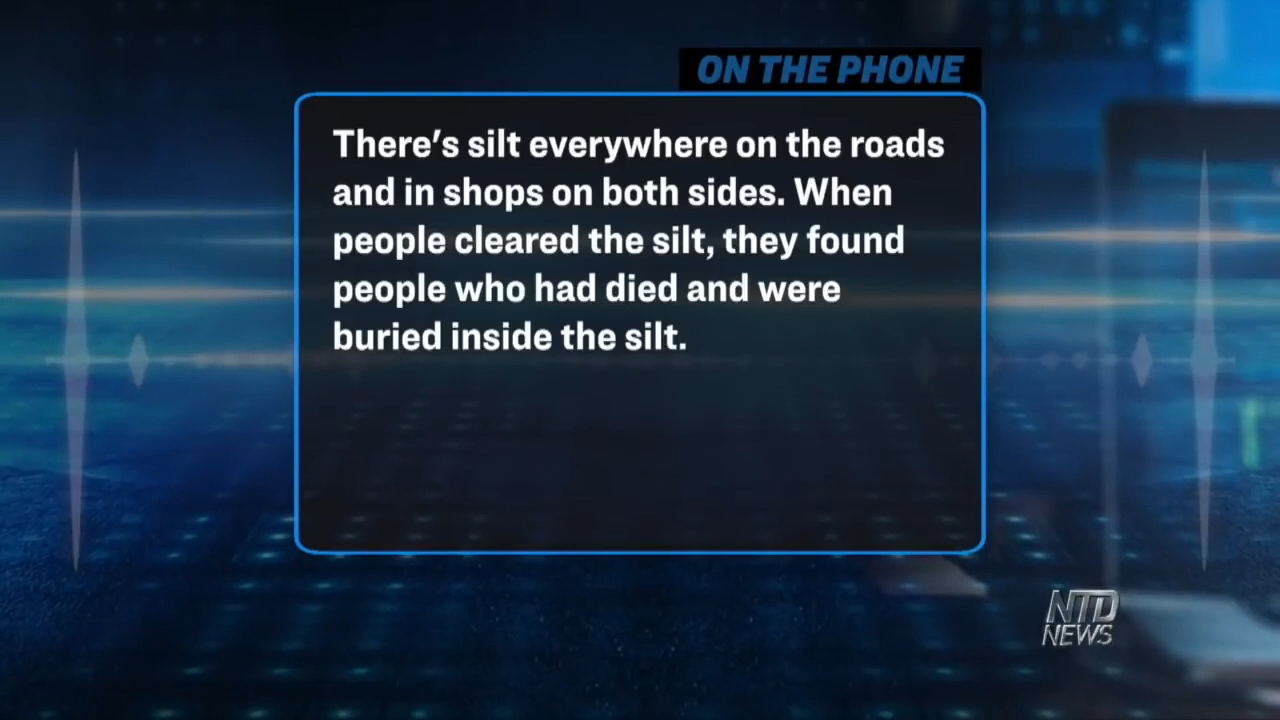 ON THE PHONE
There's silt everywhere on the roads
and in shops on both sides. When
people cleared the silt, they found
people who had died and were
buried inside the silt.
NTD
NEWS